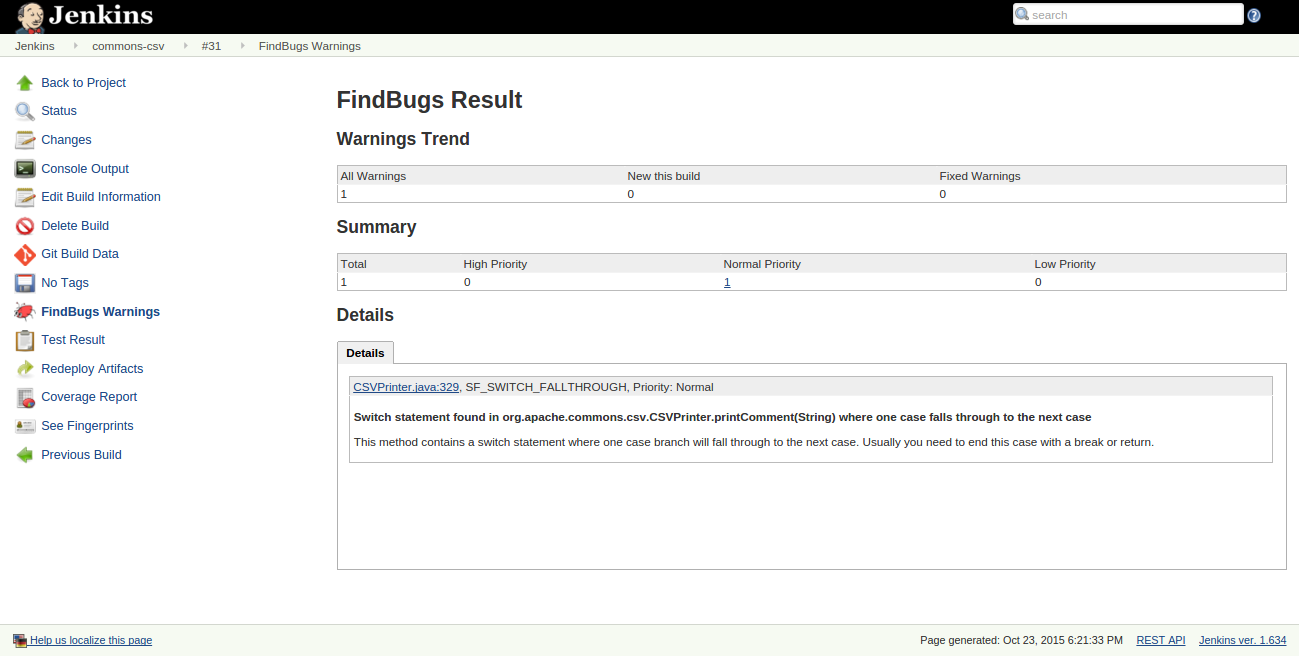 Jenkins
search
Jenkins commons-csv #31 FindBugs Warnings
Back to Project
Status
Changes
Console Output
Edit Build Information
Delete Build
Git Build Data
No Tags
FindBugs Warnings
Test Result
Redeploy Artifacts
Coverage Report
See Fingerprints
Previous Build
FindBugs Result
Warnings Trend
All Warnings New this build Fixed Warnings
1 0 0
Summary
Total High Priority Normal Priority Low Priority
1 0 1 0
Details
Details
CSVPrinter.java:329, SF_SWITCH_FALLTHROUGH, Priority: Normal
Switch statement found in org.apache.commons.csv.CSVPrinter.printComment(String) where one case falls through to the next case
This method contains a switch statement where one case branch will fall through to the next case. Usually you need to end this case with a break or return.
Help us localize this page
Page generated: Oct 23, 2015 6:21:33 PM REST API Jenkins ver. 1.634